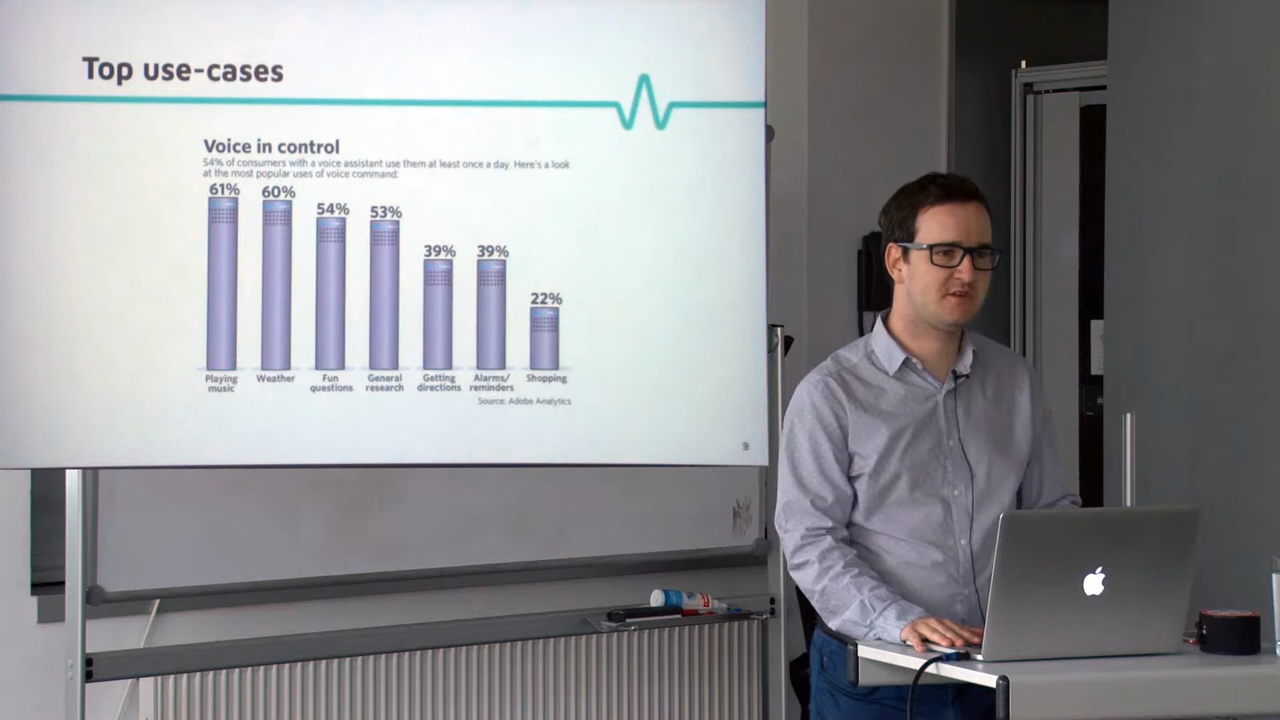 Top use-cases
Voice in control
54% of consumers with a voice assistant use them at least once a day. Here's a look
at the most popular uses of voice command:
61% 60% 54% 53% 39% 39% 22%
Playing Weather Fun General Getting Alarms/ Shopping
music questions research directions reminders
Source: Adobe Analytics
9